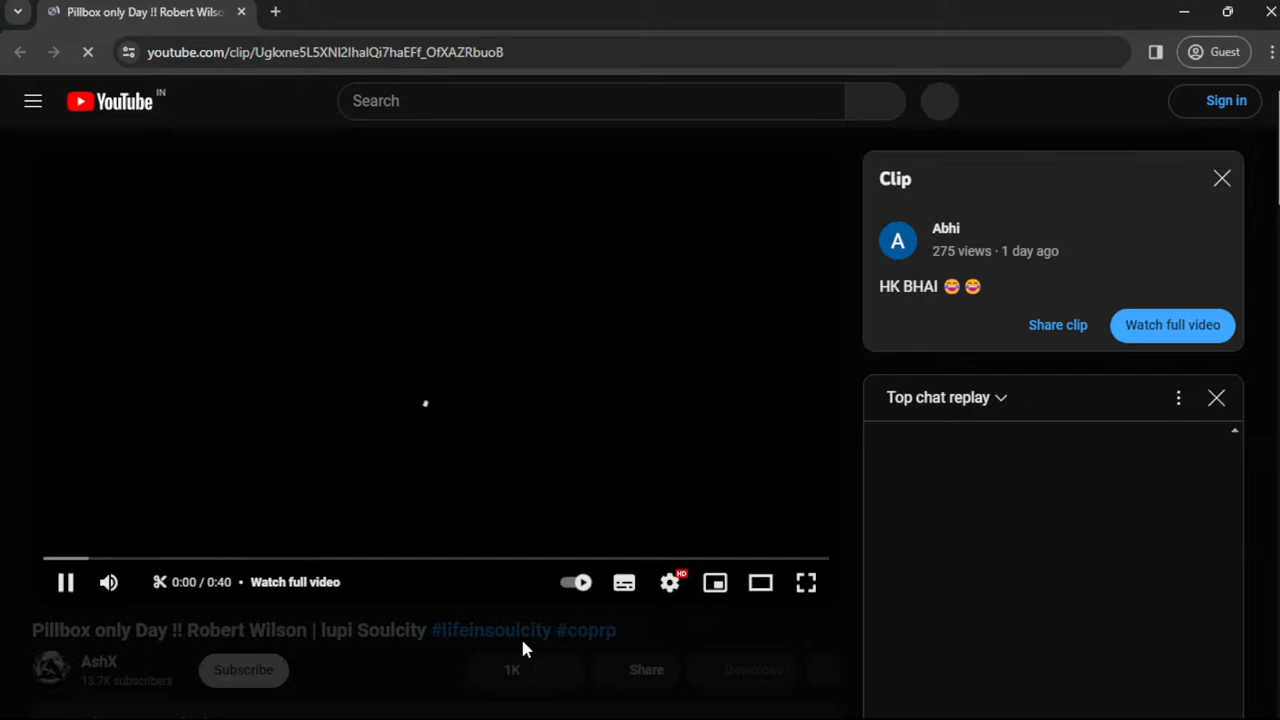 Pillbox only Day !! Robert Wilso
youtube.com/clip/Ugkxne5L5XNI2IhalQi7haEFf_OfXAZRbuoB
Guest
YouTube IN
Search
Sign in
Clip
A
Abhi
275 views · 1 day ago
HK BHAI 😂 😂
Share clip
Watch full video
Top chat replay
HD
0:00 / 0:40 • Watch full video
Pillbox only Day !! Robert Wilson | lupi Soulcity #lifeinsoulcity #coprp
AshX
13.7K subscribers
Subscribe
1K
Share
Download